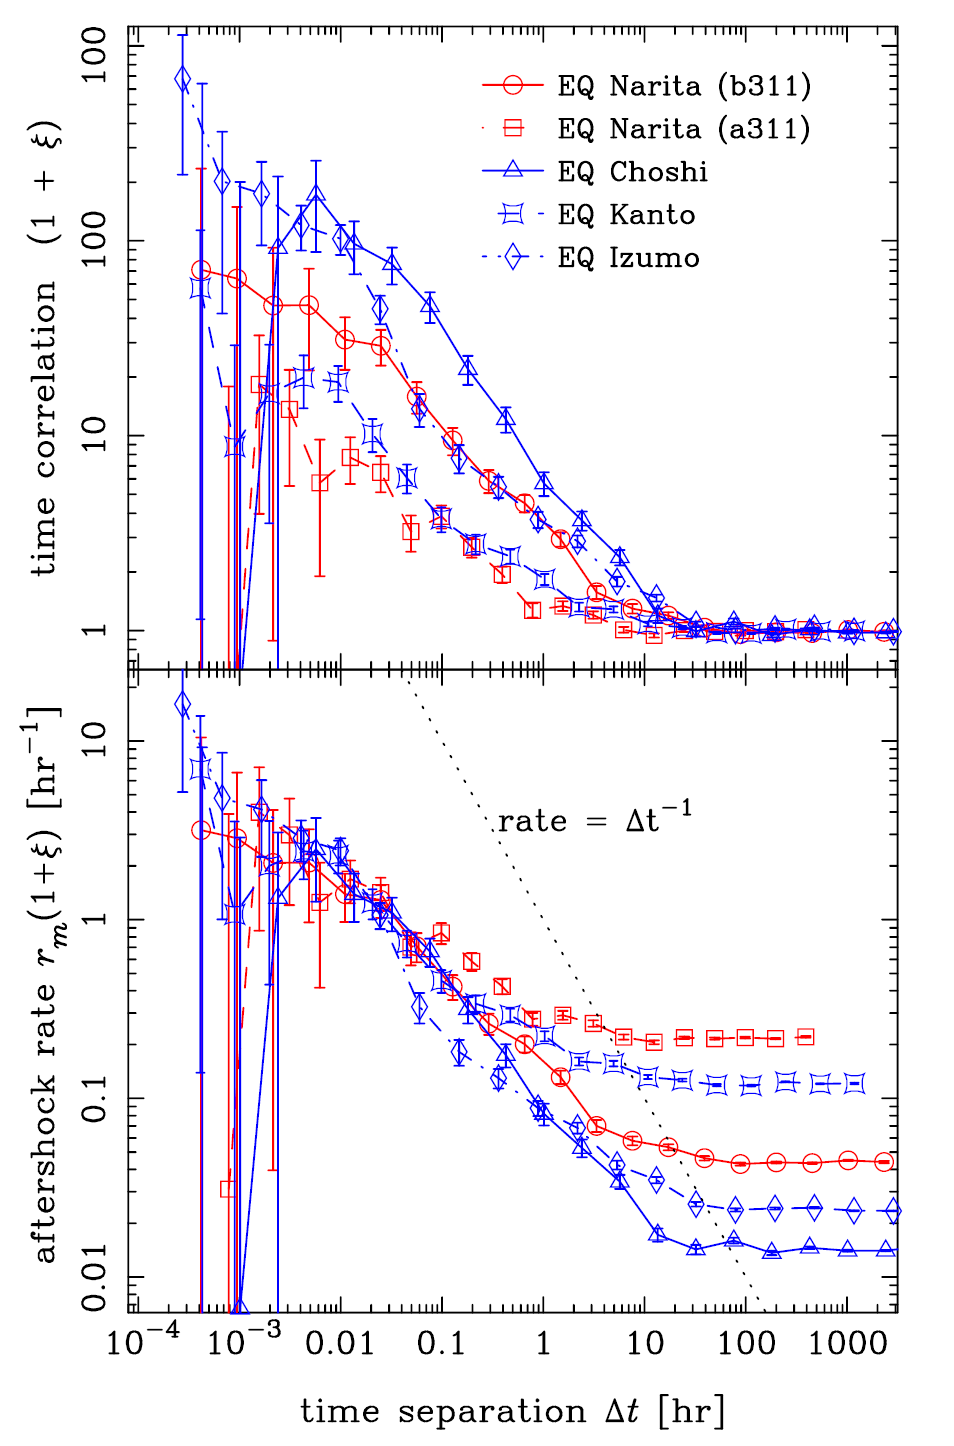 100
100
10
1
time correlation (1 + ξ)
EQ Narita (b311)
EQ Narita (a311)
EQ Choshi
EQ Kanto
EQ Izumo
10
1
0.1
0.01
aftershock rate r_m(1+ξ) [hr⁻¹]
rate = Δt⁻¹
10⁻⁴ 10⁻³ 0.01 0.1 1 10 100 1000
time separation Δt [hr]